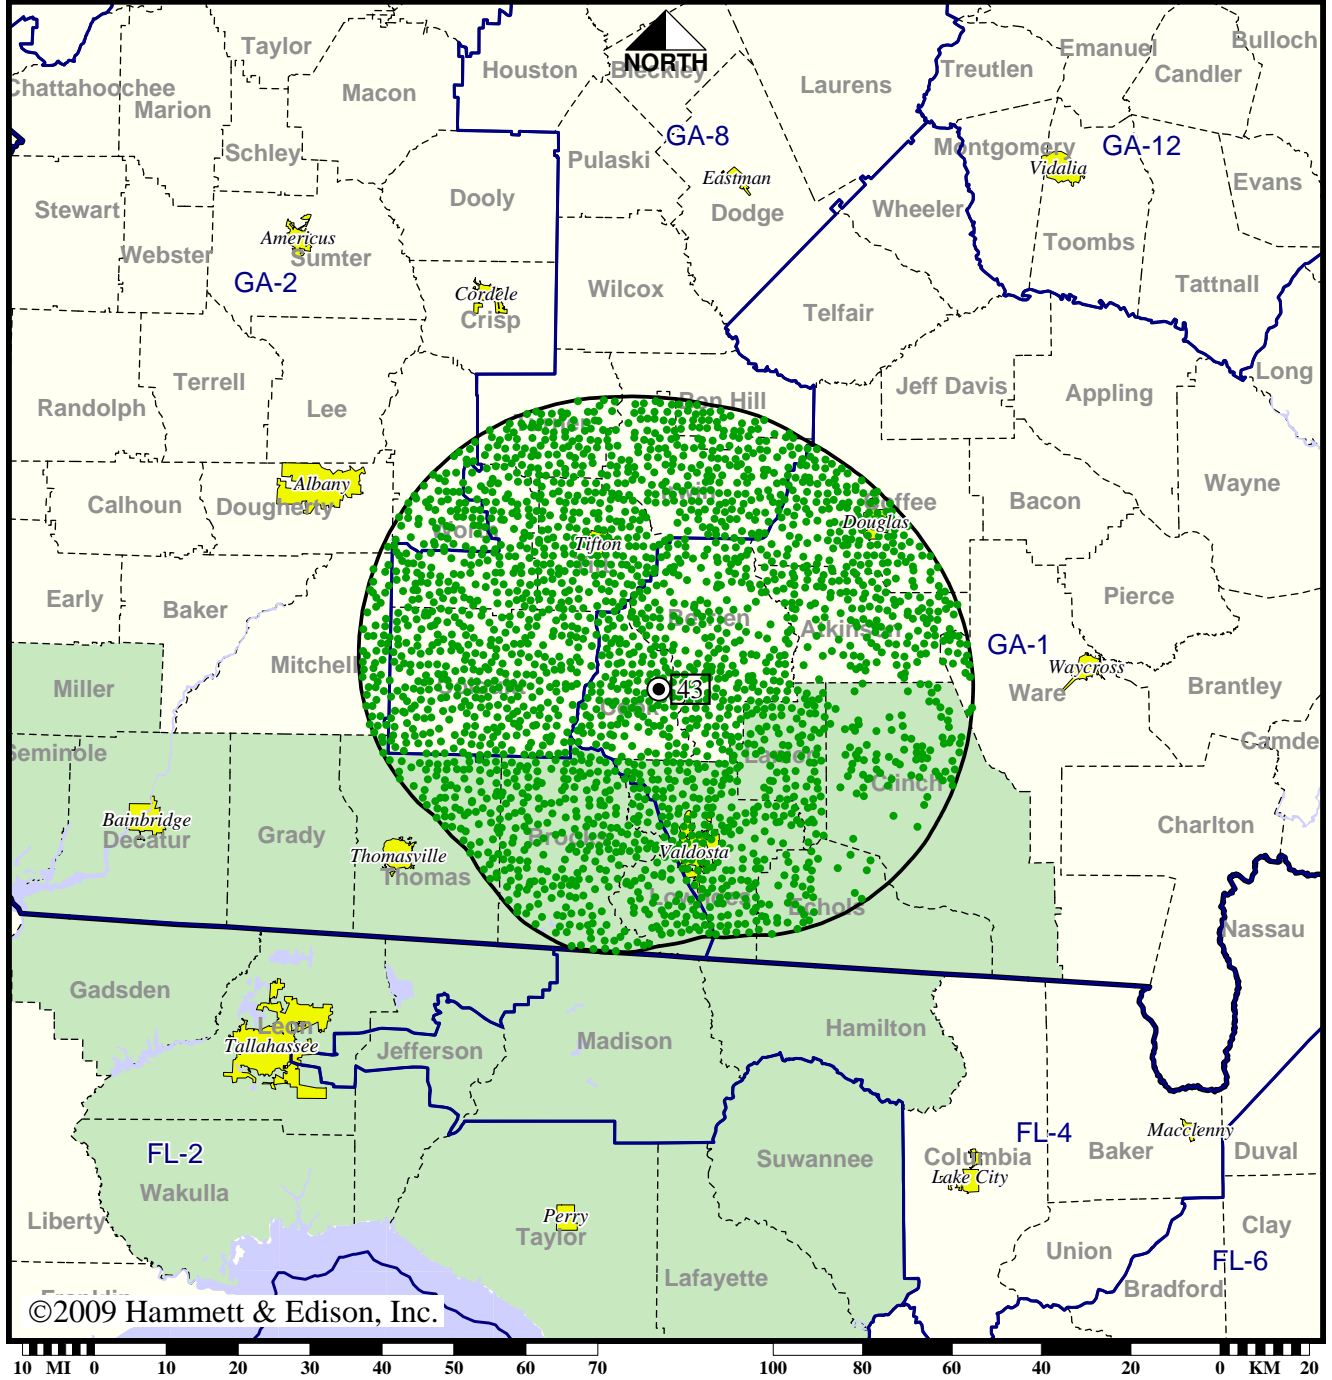 Taylor
Houston
NORTH
Bleckley
Laurens
Treutlen
Emanuel
Bulloch
Candler
Chattahoochee
Marion
Macon
Schley
Pulaski
GA-8
Montgomery
GA-12
Vidalia
Evans
Stewart
Dooly
Eastman
Dodge
Wheeler
Toombs
Americus
Webster
Sumter
GA-2
Cordele
Crisp
Wilcox
Telfair
Tattnall
Terrell
Lee
Randolph
Ben Hill
Jeff Davis
Appling
Long
Albany
Calhoun
Dougherty
Irwin
Coffee
Douglas
Bacon
Wayne
Worth
Tifton
Early
Baker
Berrien
Atkinson
Pierce
GA-1
Waycross
Mitchell
Miller
43
Ware
Brantley
Seminole
Lanier
Clinch
Camde
Bainbridge
Decatur
Grady
Thomasville
Thomas
Brooks
Valdosta
Lowndes
Echols
Charlton
Nassau
Gadsden
Leon
Tallahassee
Jefferson
Madison
Hamilton
FL-2
Wakulla
Suwannee
FL-4
Columbia
Lake City
Baker
Macclenny
Duval
Liberty
Perry
Taylor
Lafayette
Union
Clay
FL-6
Bradford
Franklin
©2009 Hammett & Edison, Inc.
10 MI 0 10 20 30 40 50 60 70 100 80 60 40 20 0 KM 20